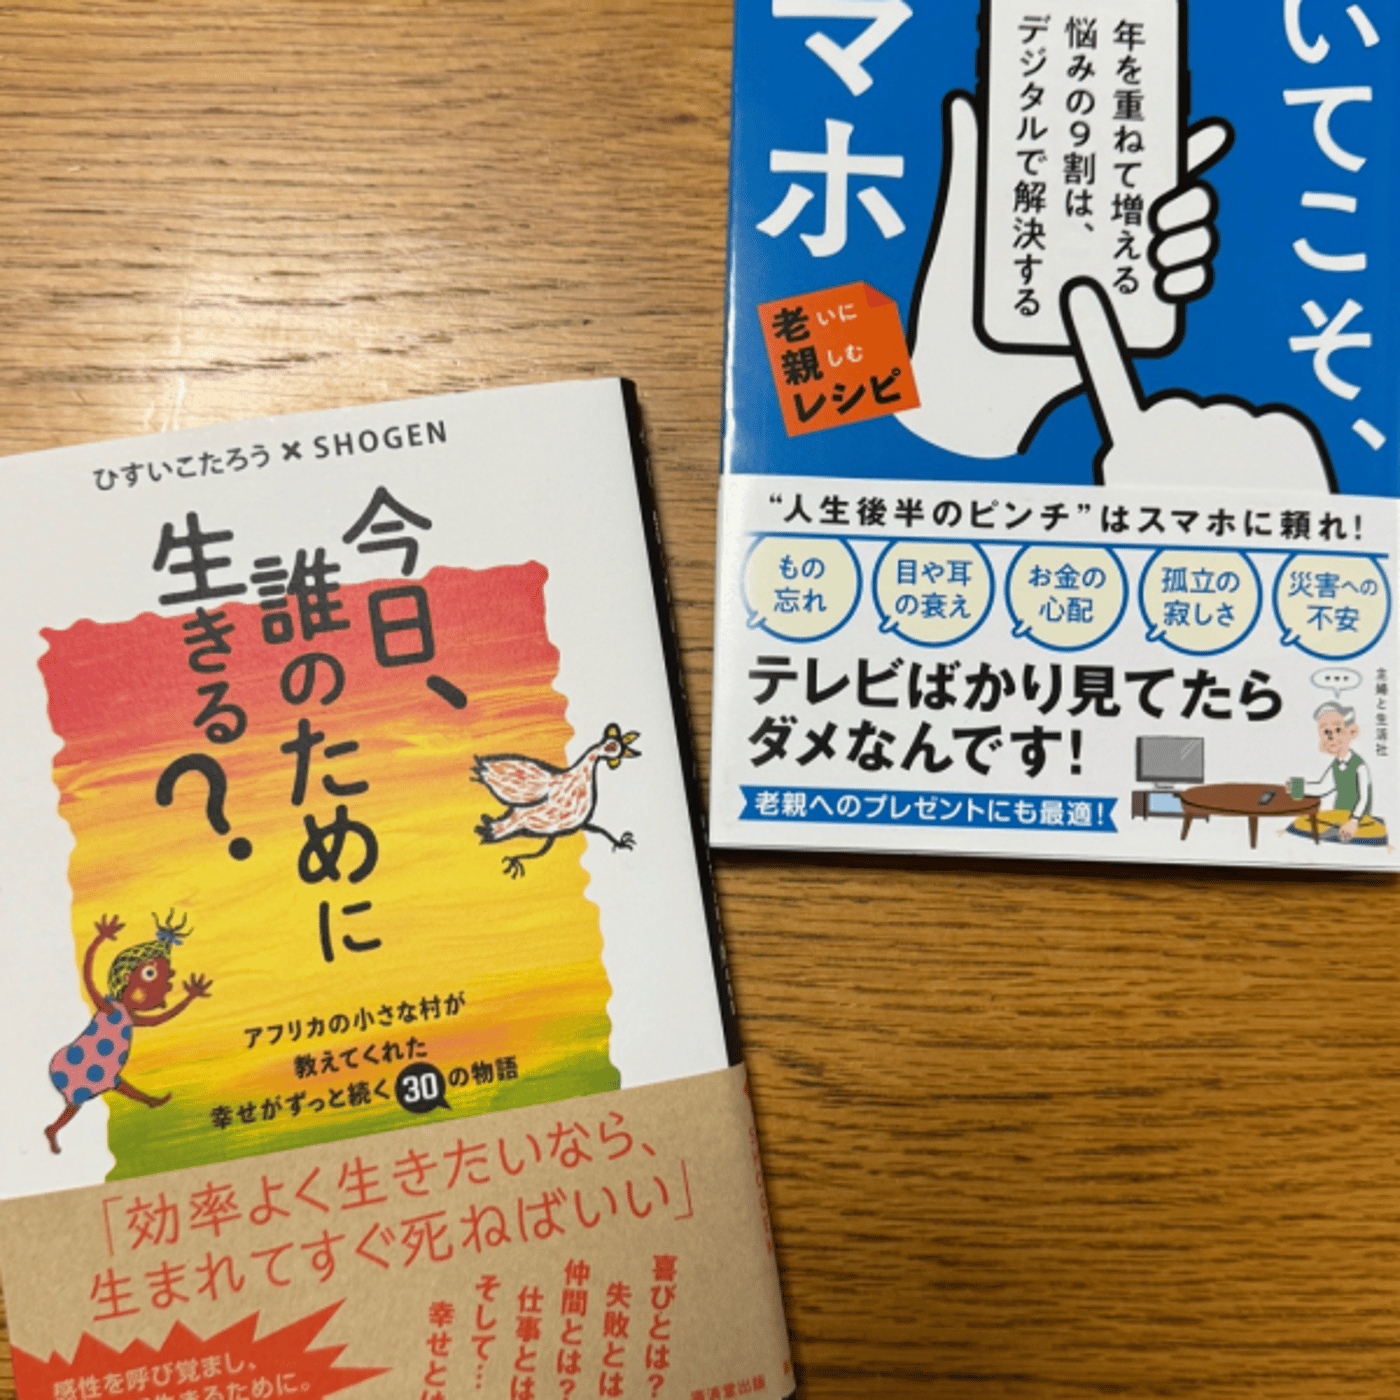 ひすいこたろう×SHOGEN
今日、
誰のために
生きる?
アフリカの小さな村が
教えてくれた
幸せがずっと続く30の物語
「効率よく生きたいなら、
生まれてすぐ死ねばいい」
喜びとは?
失敗とは
仲間とは?
仕事とは
そして…
幸せとは
感性を呼び覚まし、
るために。
廣済堂出版
いてこそ、
マホ
年を重ねて増える
悩みの9割は、
デジタルで解決する
老いに
親しむ
レシピ
“人生後半のピンチ”はスマホに頼れ!
もの
忘れ
目や耳
の衰え
お金の
心配
孤立の
寂しさ
災害への
不安
テレビばかり見てたら
ダメなんです!
老親へのプレゼントにも最適!
主婦と生活社